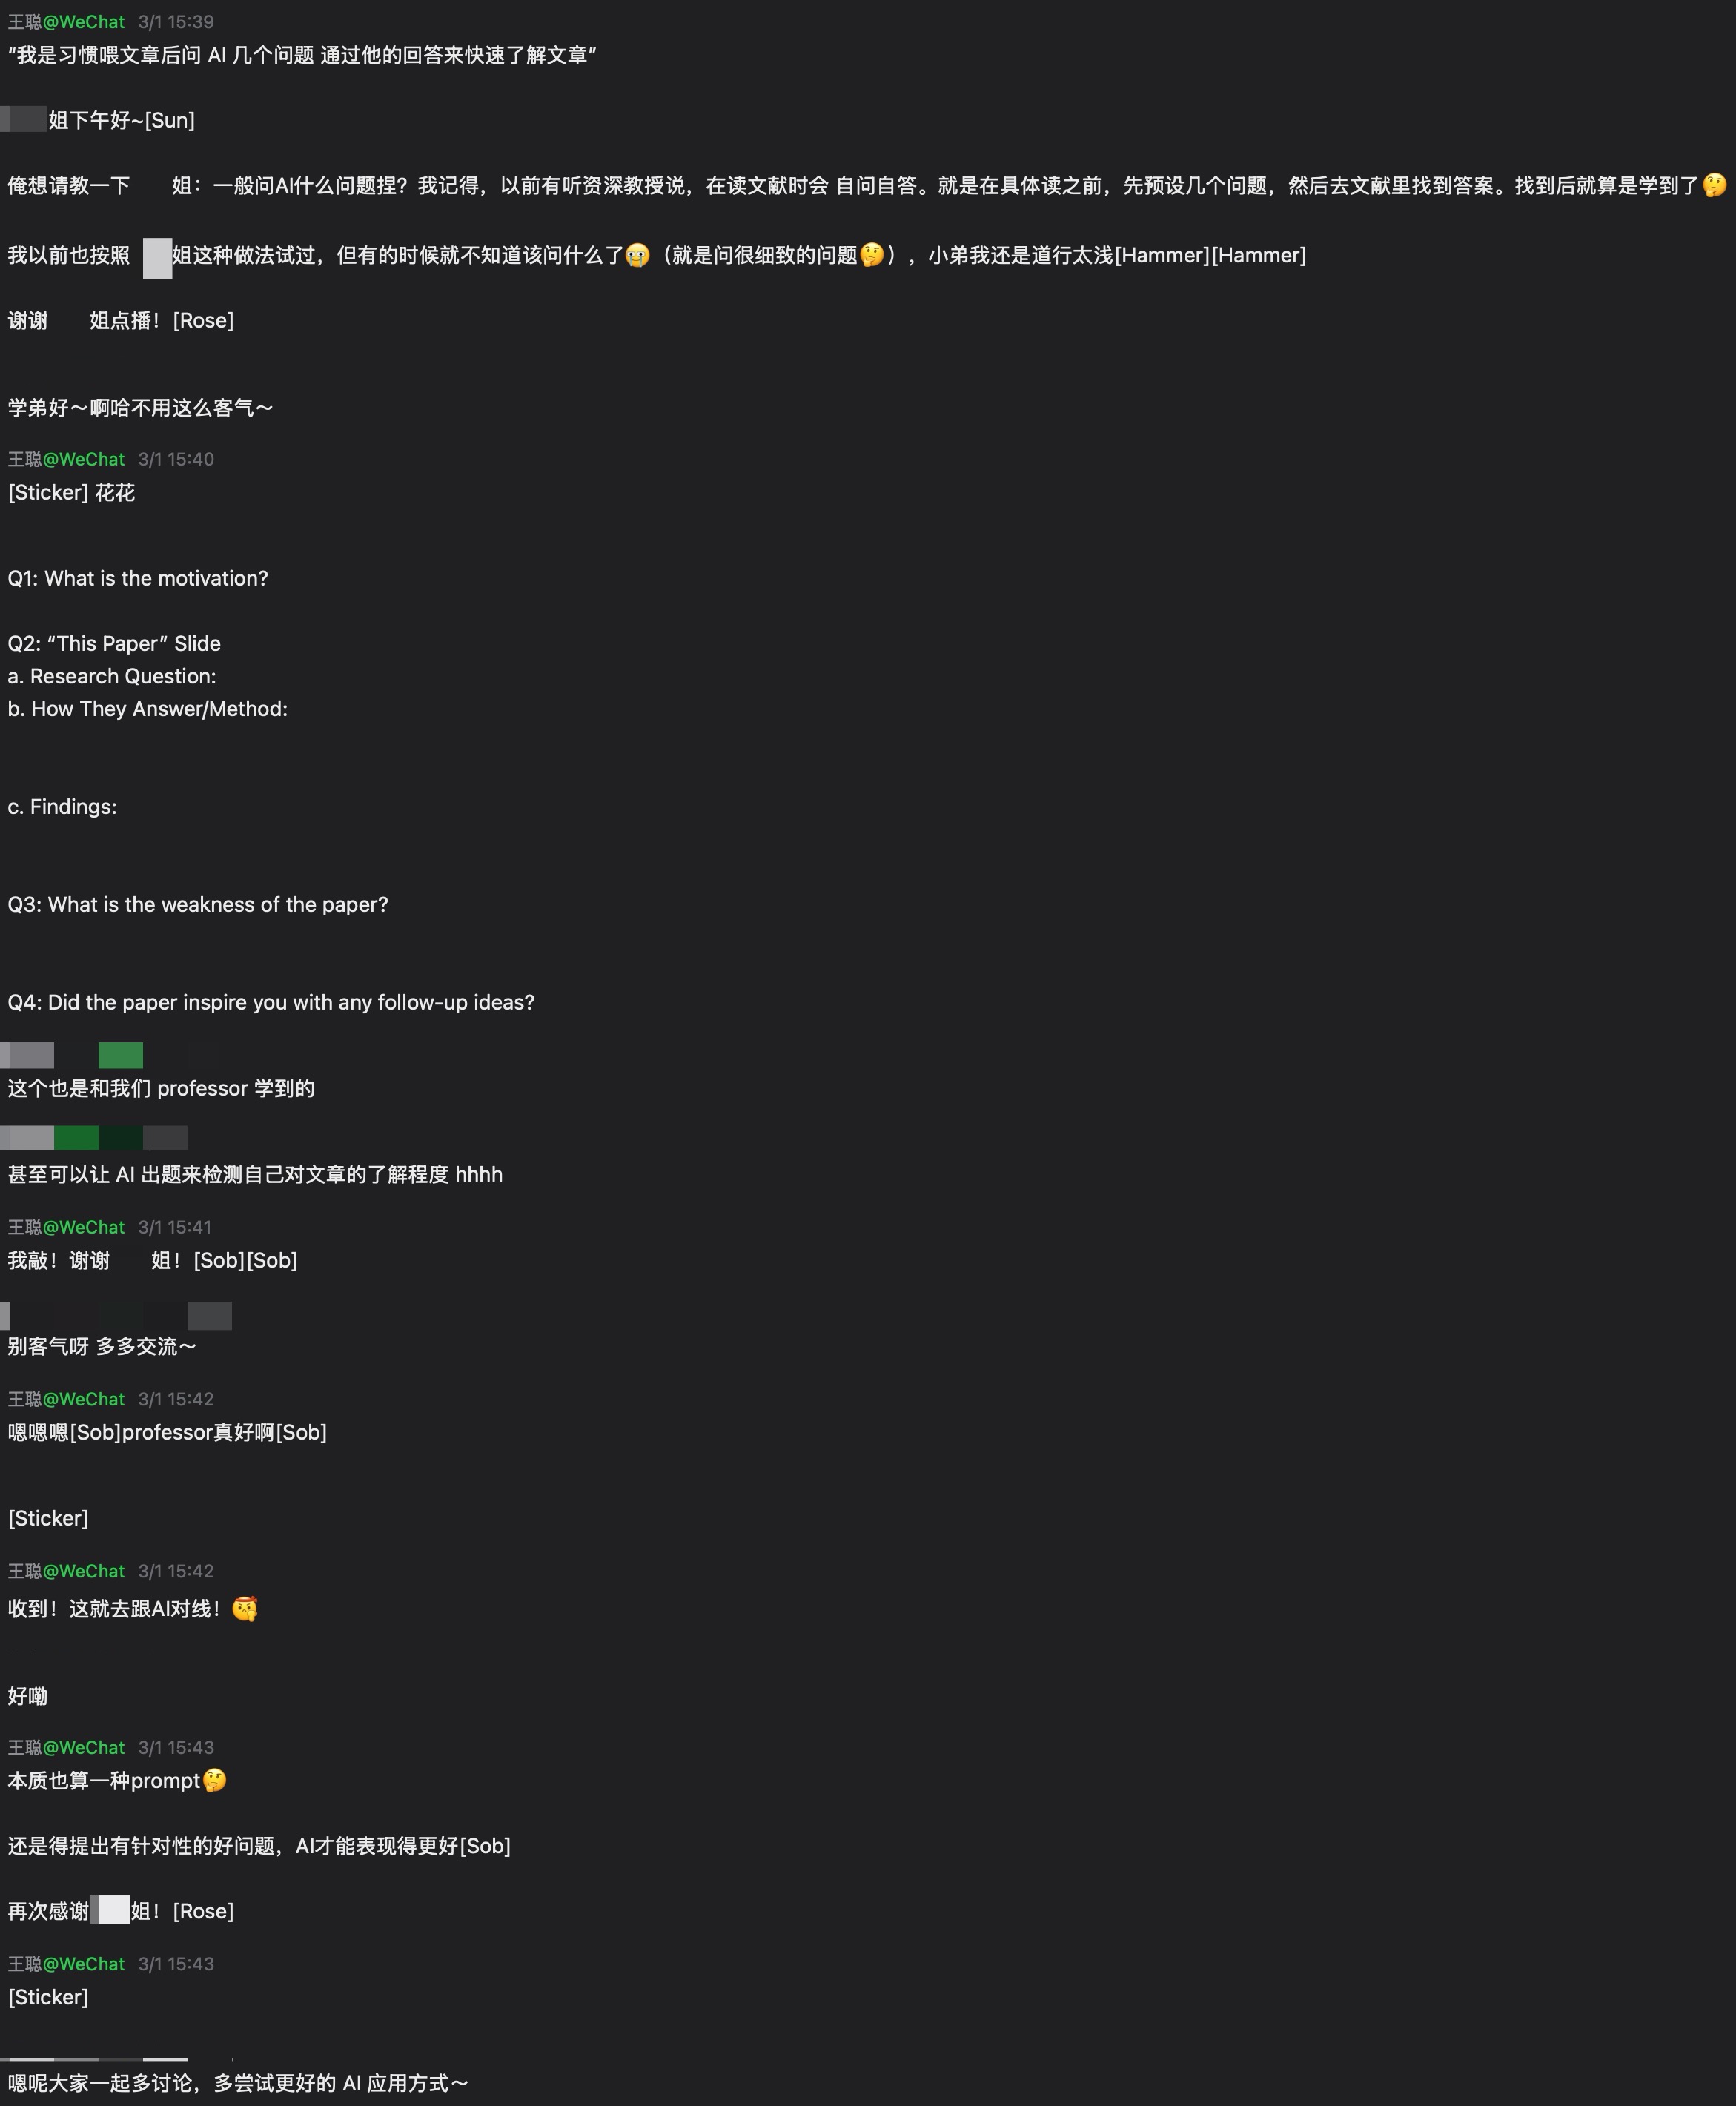 王聪@WeChat 3/1 15:39
“我是习惯喂文章后问 AI 几个问题 通过他的回答来快速了解文章”
姐下午好~[Sun]
俺想请教一下 姐：一般问AI什么问题捏？我记得，以前有听资深教授说，在读文献时会 自问自答。就是在具体读之前，先预设几个问题，然后去文献里找到答案。找到后就算是学到了🤔
我以前也按照 姐这种做法试过，但有的时候就不知道该问什么了😭（就是问很细致的问题🤔），小弟我还是道行太浅[Hammer][Hammer]
谢谢 姐点播！[Rose]
学弟好～啊哈不用这么客气～
王聪@WeChat 3/1 15:40
[Sticker] 花花
Q1: What is the motivation?
Q2: “This Paper” Slide
a. Research Question:
b. How They Answer/Method:
c. Findings:
Q3: What is the weakness of the paper?
Q4: Did the paper inspire you with any follow-up ideas?
这个也是和我们 professor 学到的
甚至可以让 AI 出题来检测自己对文章的了解程度 hhhh
王聪@WeChat 3/1 15:41
我敲！谢谢 姐！[Sob][Sob]
别客气呀 多多交流～
王聪@WeChat 3/1 15:42
嗯嗯嗯[Sob]professor真好啊[Sob]
[Sticker]
王聪@WeChat 3/1 15:42
收到！这就去跟AI对线！
好嘞
王聪@WeChat 3/1 15:43
本质也算一种prompt🤔
还是得提出有针对性的好问题，AI才能表现得更好[Sob]
再次感谢 姐！[Rose]
王聪@WeChat 3/1 15:43
[Sticker]
嗯呢大家一起多讨论，多尝试更好的 AI 应用方式～